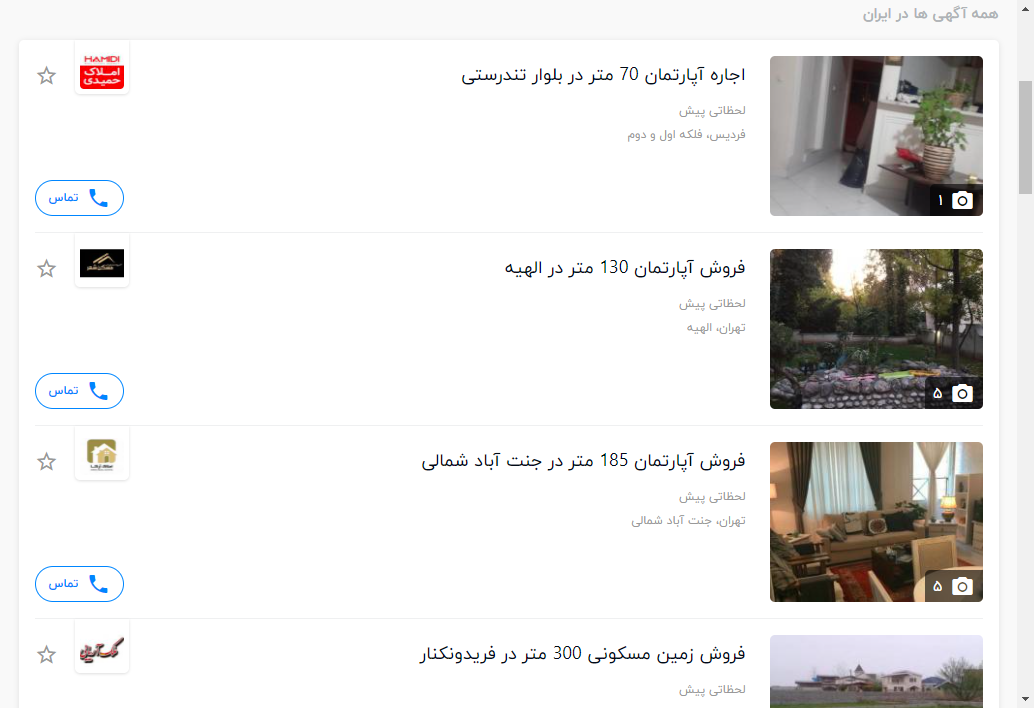 همه آگهی ها در ایران
اجاره آپارتمان 70 متر در بلوار تندرستی
HAMIDI
املاک
حمیدی
لحظاتی پیش
فردیس، فلکه اول و دوم
۱
تماس
فروش آپارتمان 130 متر در الهیه
لحظاتی پیش
تهران، الهیه
۵
تماس
فروش آپارتمان 185 متر در جنت آباد شمالی
لحظاتی پیش
تهران، جنت آباد شمالی
۵
تماس
فروش زمین مسکونی 300 متر در فریدونکنار
لحظاتی پیش